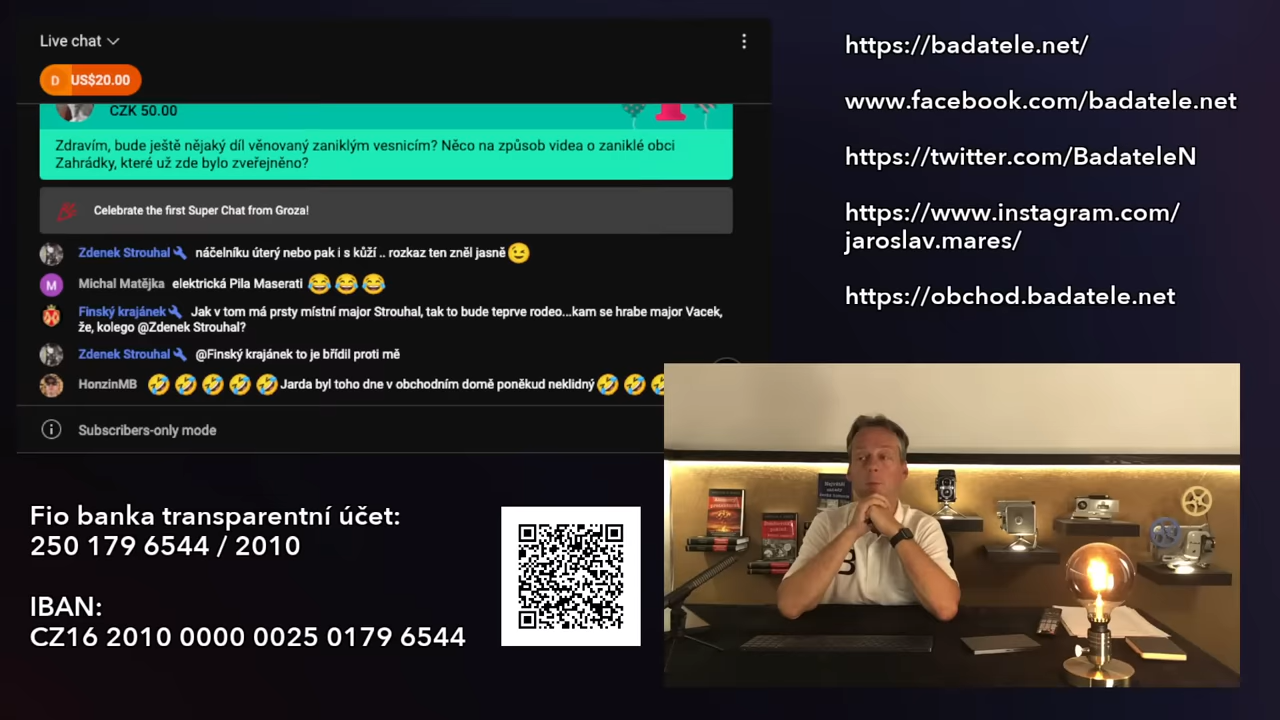 Live chat
D US$20.00
CZK 50.00
Zdravím, bude ještě nějaký díl věnovaný zaniklým vesnicím? Něco na způsob videa o zaniklé obci
Zahrádky, které už zde bylo zveřejněno?
Celebrate the first Super Chat from Groza!
Zdenek Strouhal náčelníku úterý nebo pak i s kůží .. rozkaz ten zněl jasně
M Michal Matějka elektrická Pila Maserati
Finský krajánek Jak v tom má prsty místní major Strouhal, tak to bude teprve rodeo...kam se hrabe major Vacek,
že, kolego @Zdenek Strouhal?
Zdenek Strouhal @Finský krajánek to je břídil proti mě
HonzinMB Jarda byl toho dne v obchodním domě poněkud neklidný
Subscribers-only mode
https://badatele.net/
www.facebook.com/badatele.net
https://twitter.com/BadateleN
https://www.instagram.com/
jaroslav.mares/
https://obchod.badatele.net
Fio banka transparentní účet:
250 179 6544 / 2010
IBAN:
CZ16 2010 0000 0025 0179 6544